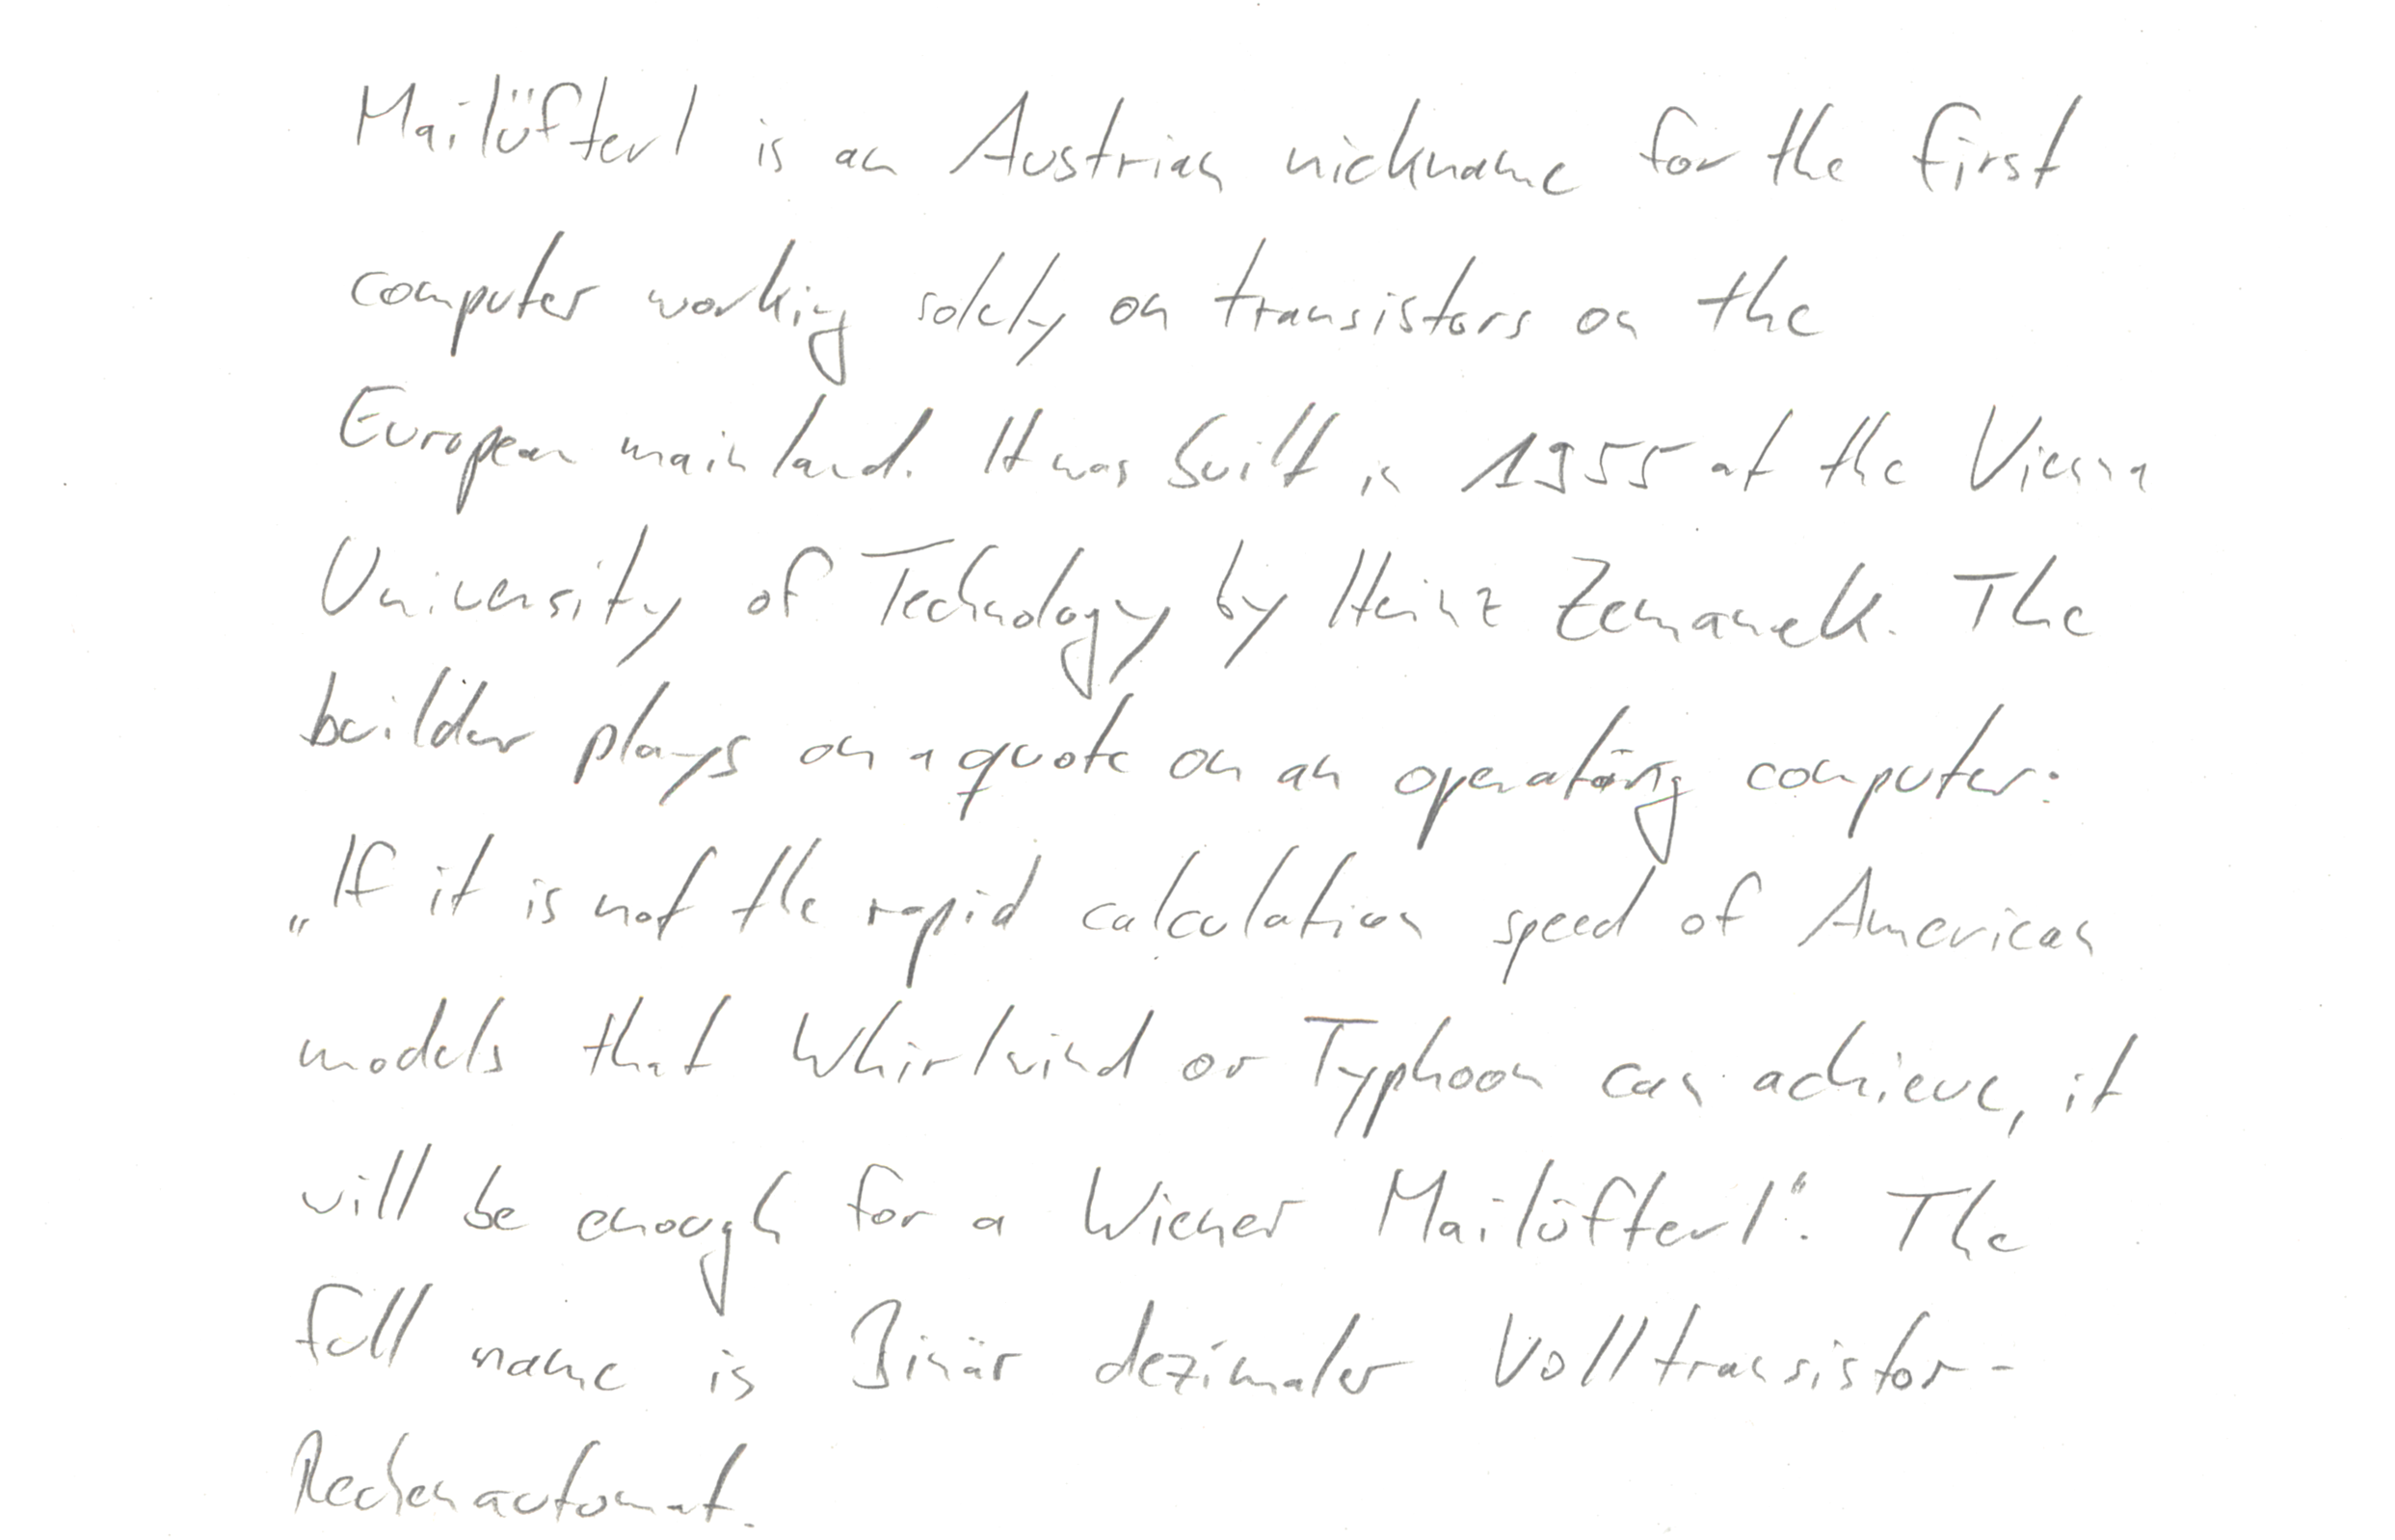 Mailüfterl is an Austrian nickname for the first
computer working solely on transistors on the
European mainland. It was built in 1955 at the Vienna
University of Technology by Heinz Zemanek. The
builder plays on a quote on an operating computer:
„If it is not the rapid calculation speed of American
models that Whirlwind or Typhoon can achieve, it
will be enough for a Wiener Mailüfterl“. The
full name is Binär dezimaler Volltransistor-
Rechenautomat.